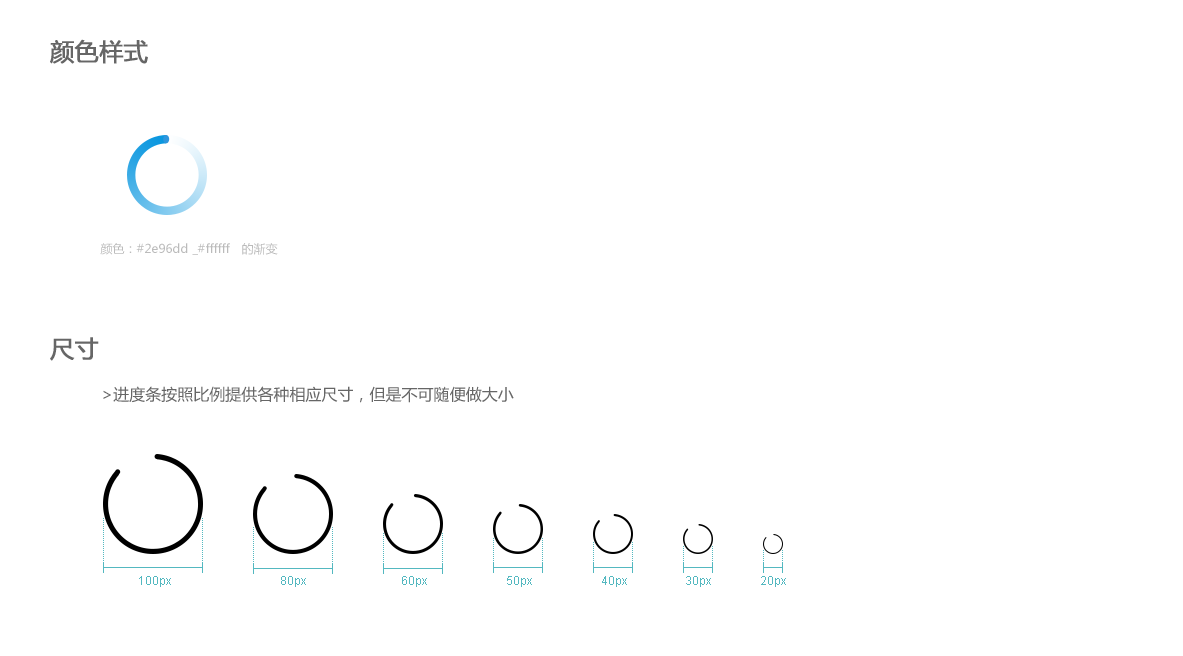 颜色样式
颜色：#2e96dd _#ffffff 的渐变
尺寸
>进度条按照比例提供各种相应尺寸，但是不可随便做大小
100px 80px 60px 50px 40px 30px 20px